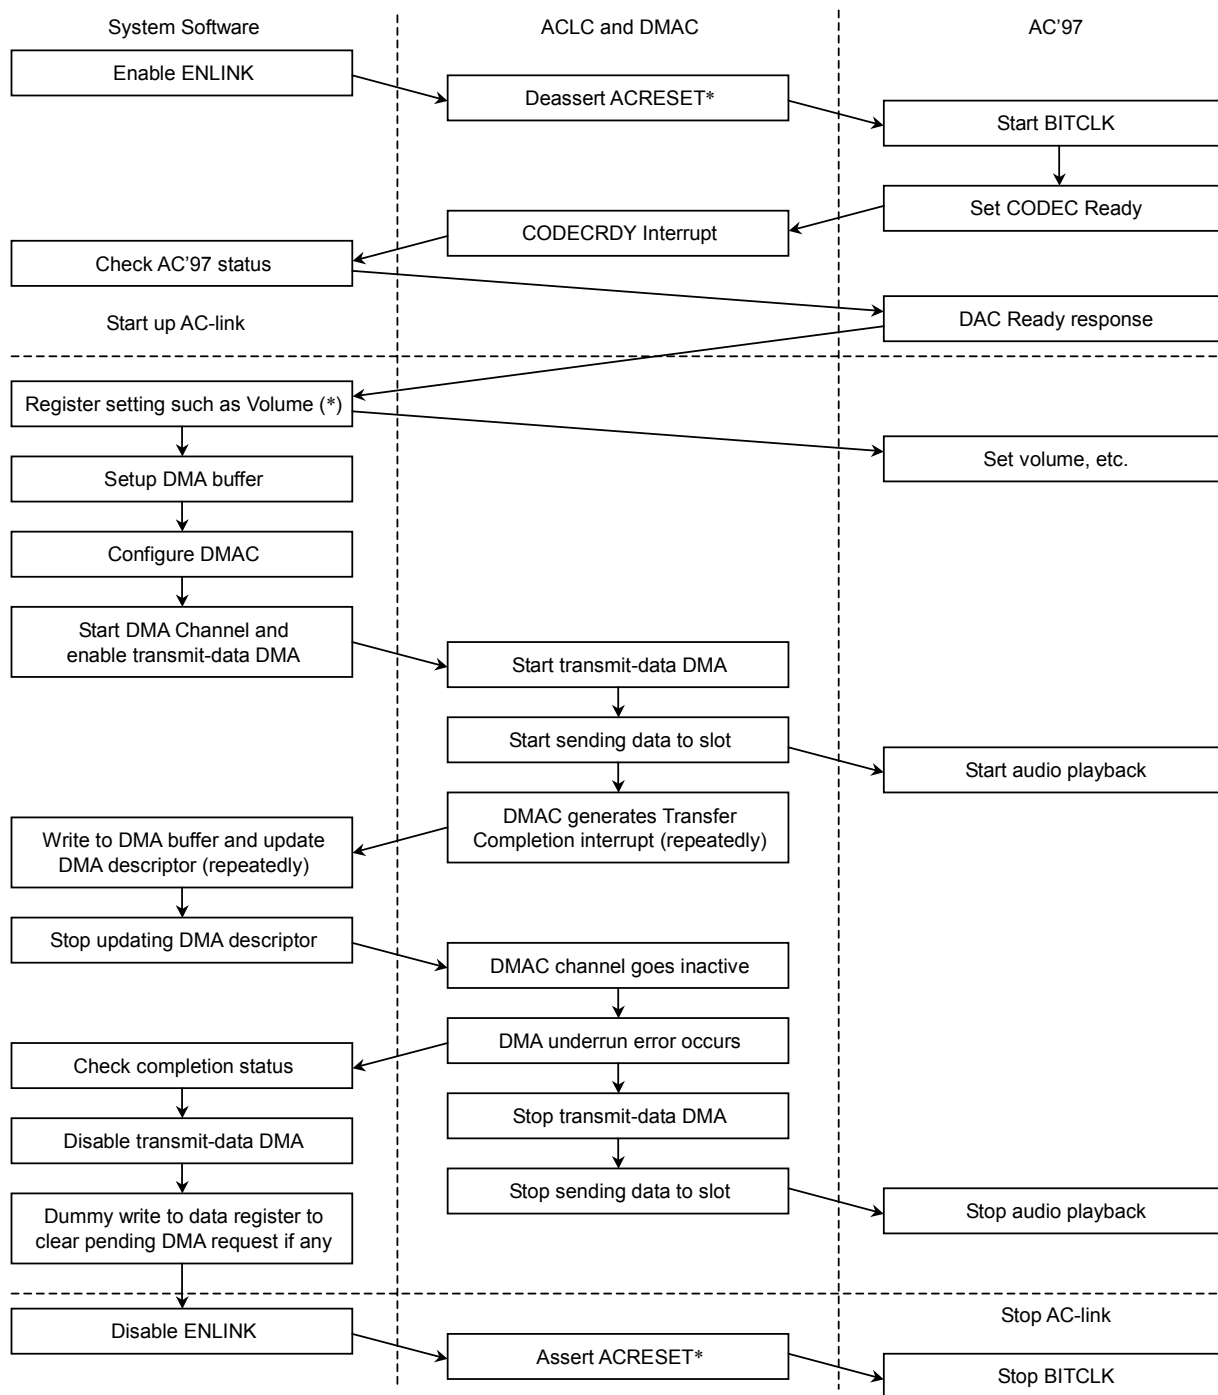 System Software
ACLC and DMAC
AC’97
Enable ENLINK
Deassert ACRESET*
Start BITCLK
Set CODEC Ready
CODECRDY Interrupt
Check AC’97 status
DAC Ready response
Start up AC-link
Register setting such as Volume (*)
Set volume, etc.
Setup DMA buffer
Configure DMAC
Start DMA Channel and
enable transmit-data DMA
Start transmit-data DMA
Start sending data to slot
Start audio playback
DMAC generates Transfer
Completion interrupt (repeatedly)
Write to DMA buffer and update
DMA descriptor (repeatedly)
Stop updating DMA descriptor
DMAC channel goes inactive
DMA underrun error occurs
Check completion status
Stop transmit-data DMA
Disable transmit-data DMA
Stop sending data to slot
Stop audio playback
Dummy write to data register to
clear pending DMA request if any
Stop AC-link
Disable ENLINK
Assert ACRESET*
Stop BITCLK